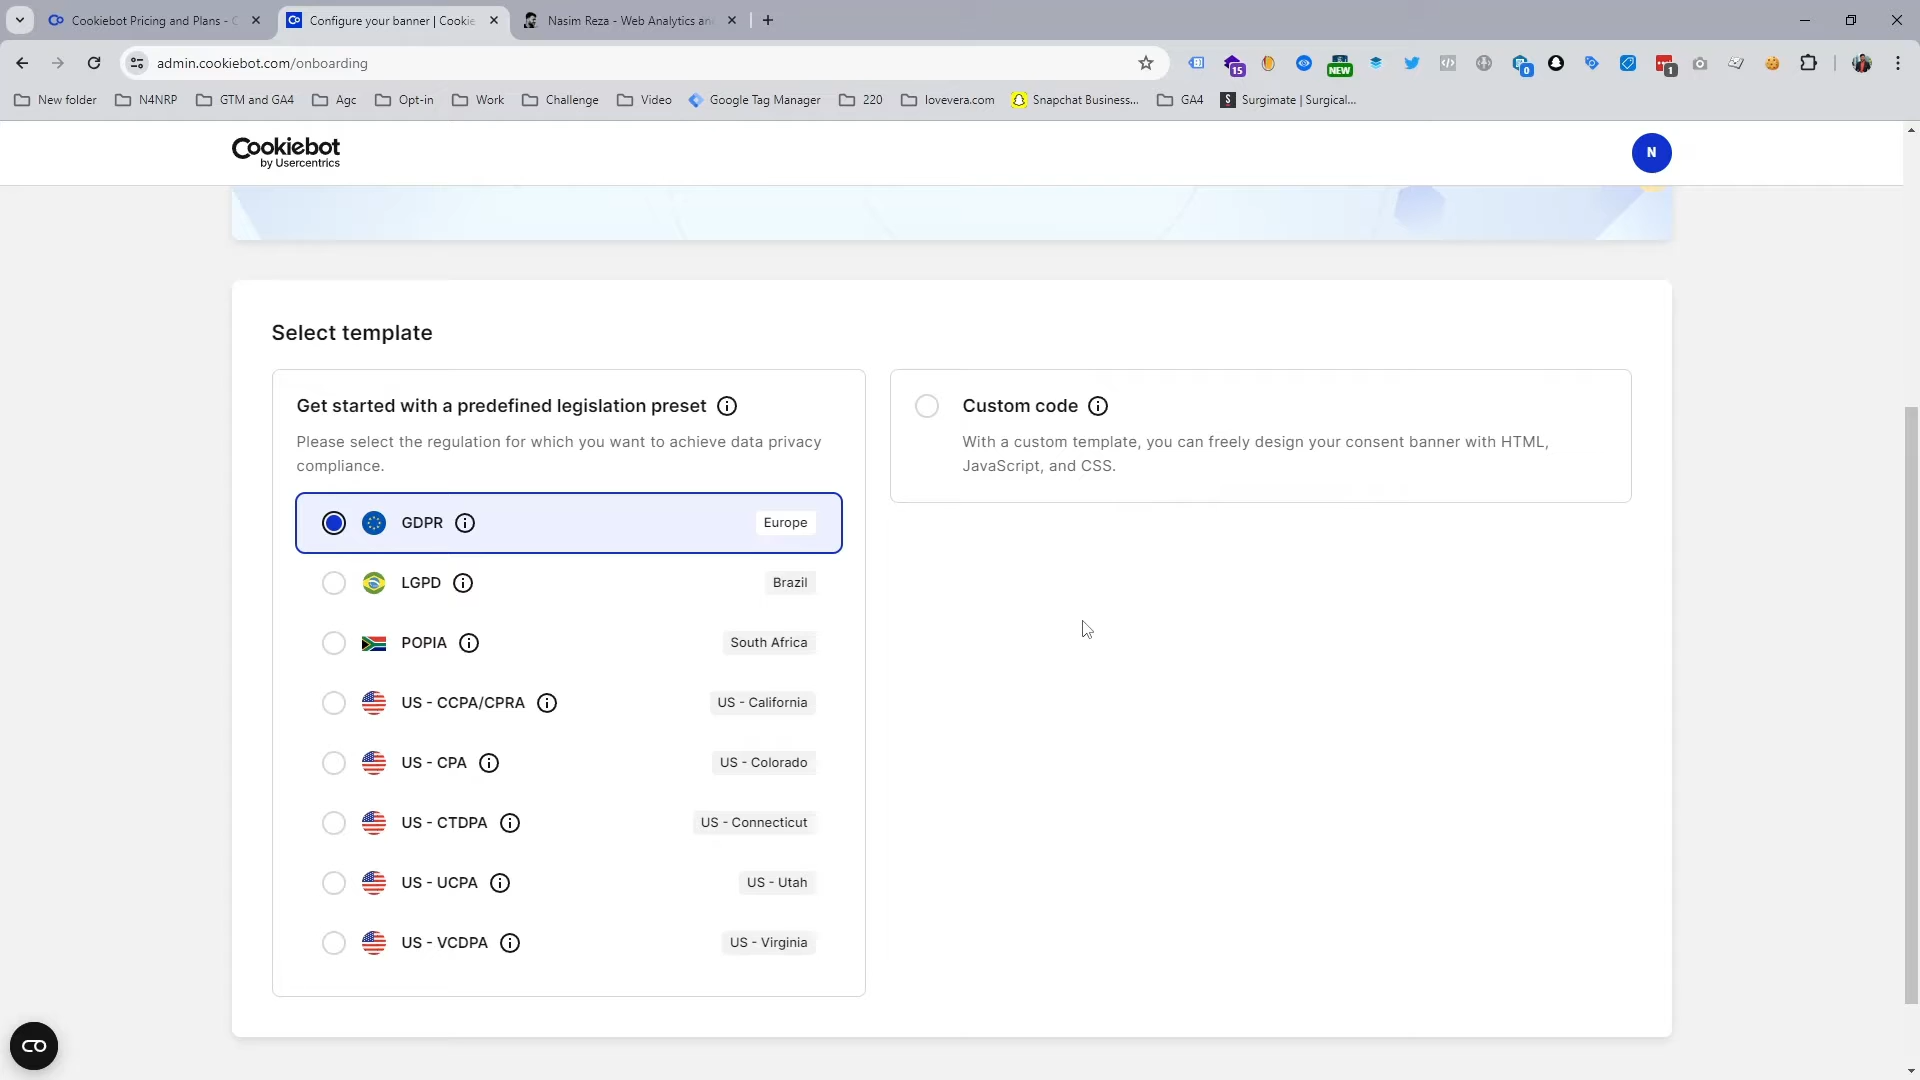 Cookiebot Pricing and Plans - C
Configure your banner | Cookie
Nasim Reza - Web Analytics an
admin.cookiebot.com/onboarding
15
NEW
0
1
New folder
N4NRP
GTM and GA4
Agc
Opt-in
Work
Challenge
Video
Google Tag Manager
220
lovevera.com
Snapchat Business...
GA4
S
Surgimate | Surgical...
Cookiebot
by Usercentrics
N
Select template
Get started with a predefined legislation preset
Please select the regulation for which you want to achieve data privacy
compliance.
GDPR
Europe
LGPD
Brazil
POPIA
South Africa
US - CCPA/CPRA
US - California
US - CPA
US - Colorado
US - CTDPA
US - Connecticut
US - UCPA
US - Utah
US - VCDPA
US - Virginia
Custom code
With a custom template, you can freely design your consent banner with HTML,
JavaScript, and CSS.